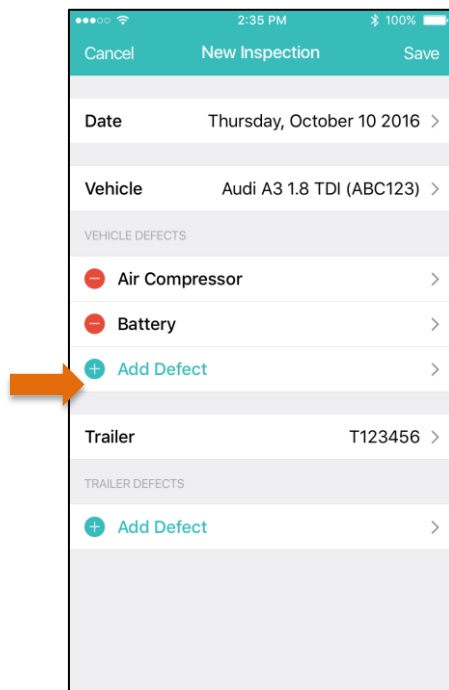 2:35 PM 100%
Cancel New Inspection Save
Date Thursday, October 10 2016
Vehicle Audi A3 1.8 TDI (ABC123)
VEHICLE DEFECTS
Air Compressor
Battery
Add Defect
Trailer T123456
TRAILER DEFECTS
Add Defect